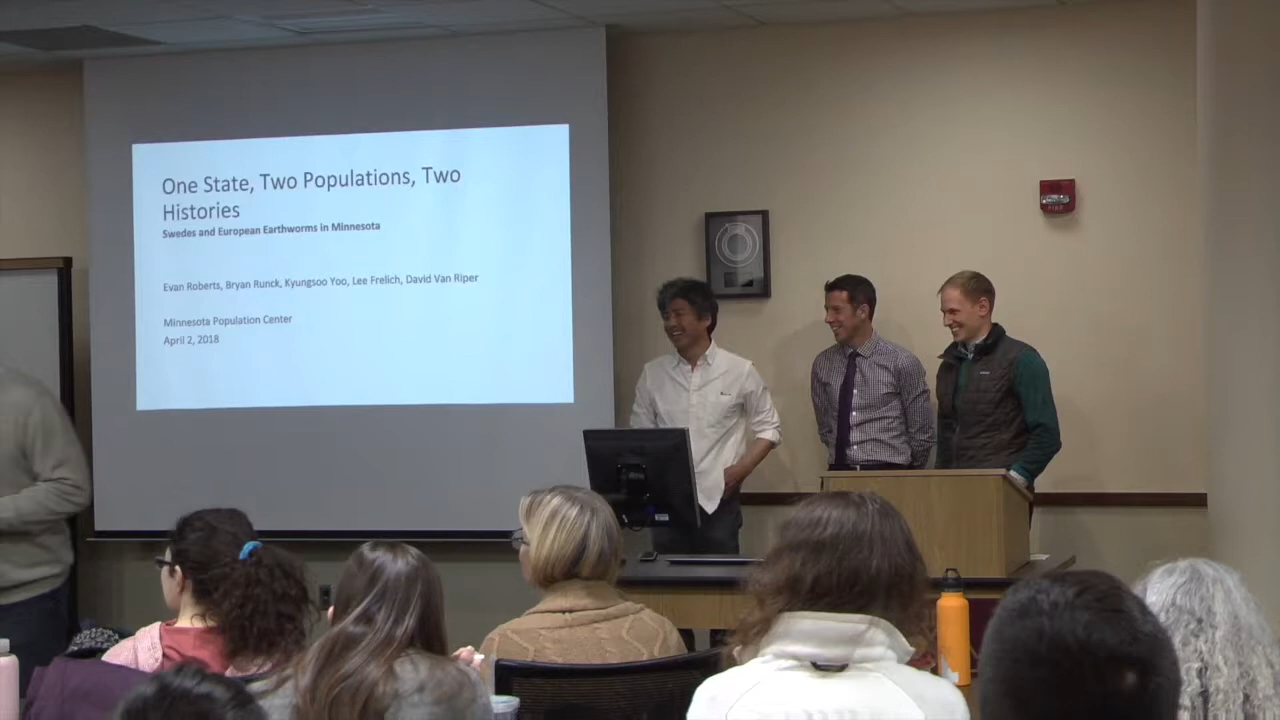 One State, Two Populations, Two
Histories
Swedes and European Earthworms in Minnesota
Evan Roberts, Bryan Runck, Kyungsoo Yoo, Lee Frelich, David Van Riper
Minnesota Population Center
April 2, 2018
FIRE